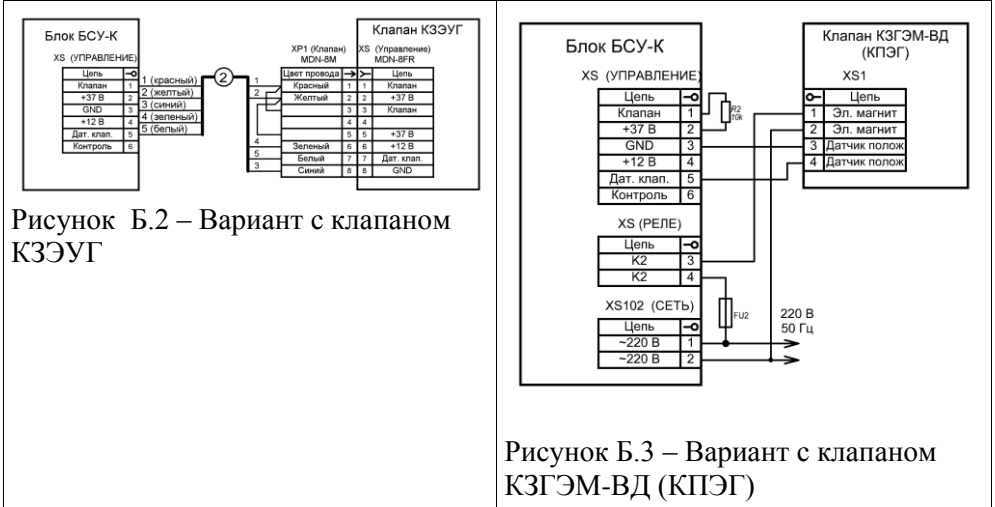 Блок БСУ-К
XS (УПРАВЛЕНИЕ)
Цепь
Клапан 1
+37 В 2
GND 3
+12 В 4
Дат. клап. 5
Контроль 6
1 (красный)
2 (желтый)
3 (синий)
4 (зеленый)
5 (белый)
2
1
2
4
5
3
Клапан КЗЭУГ
XP1 (Клапан) XS (Управление)
MDN-8M MDN-8FR
Цвет провода Цепь
Красный 1 1 Клапан
Желтый 2 2 +37 В
3 3 Клапан
4 4
5 5 +37 В
Зеленый 6 6 +12 В
Белый 7 7 Дат. клап.
Синий 8 8 GND
Рисунок Б.2 – Вариант с клапаном
КЗЭУГ
Блок БСУ-К
XS (УПРАВЛЕНИЕ)
Цепь
Клапан 1
+37 В 2
GND 3
+12 В 4
Дат. клап. 5
Контроль 6
R2
10k
XS (РЕЛЕ)
Цепь
К2 3
К2 4
XS102 (СЕТЬ)
Цепь
~220 В 1
~220 В 2
FU2
220 В
50 Гц
Клапан КЗГЭМ-ВД
(КПЭГ)
XS1
Цепь
1 Эл. магнит
2 Эл. магнит
3 Датчик полож
4 Датчик полож
Рисунок Б.3 – Вариант с клапаном
КЗГЭМ-ВД (КПЭГ)